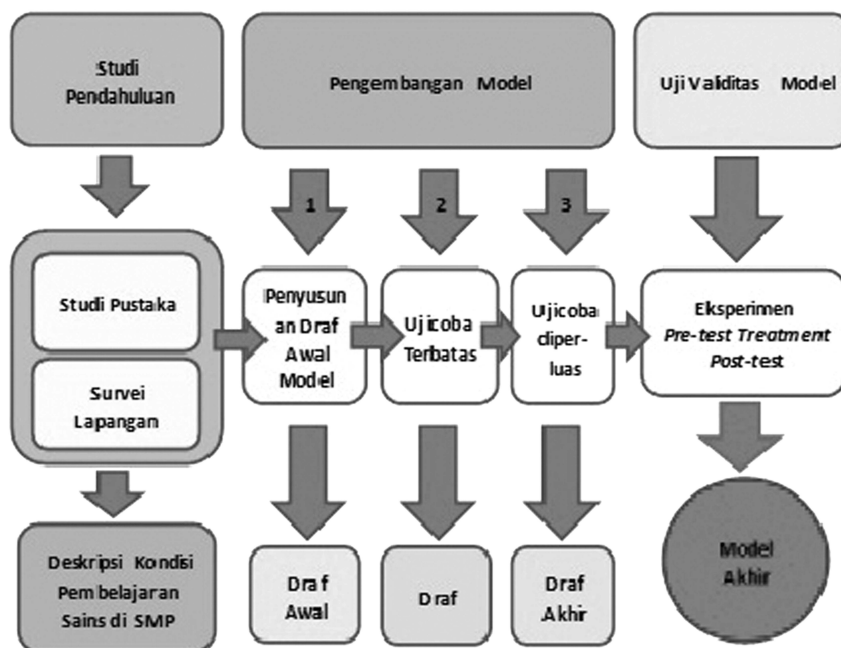 Studi
Pendahuluan
Pengembangan Model
Uji Validitas Model
1
2
3
Studi Pustaka
Survei
Lapangan
Penyusun
an Draf
Awal
Model
Ujicoba
Terbatas
Ujicoba
diper-
luas
Eksperimen
Pre-test Treatment
Post-test
Deskripsi Kondisi
Pembelajaran
Sains di SMP
Draf
Awal
Draf
Draf
Akhir
Model
Akhir